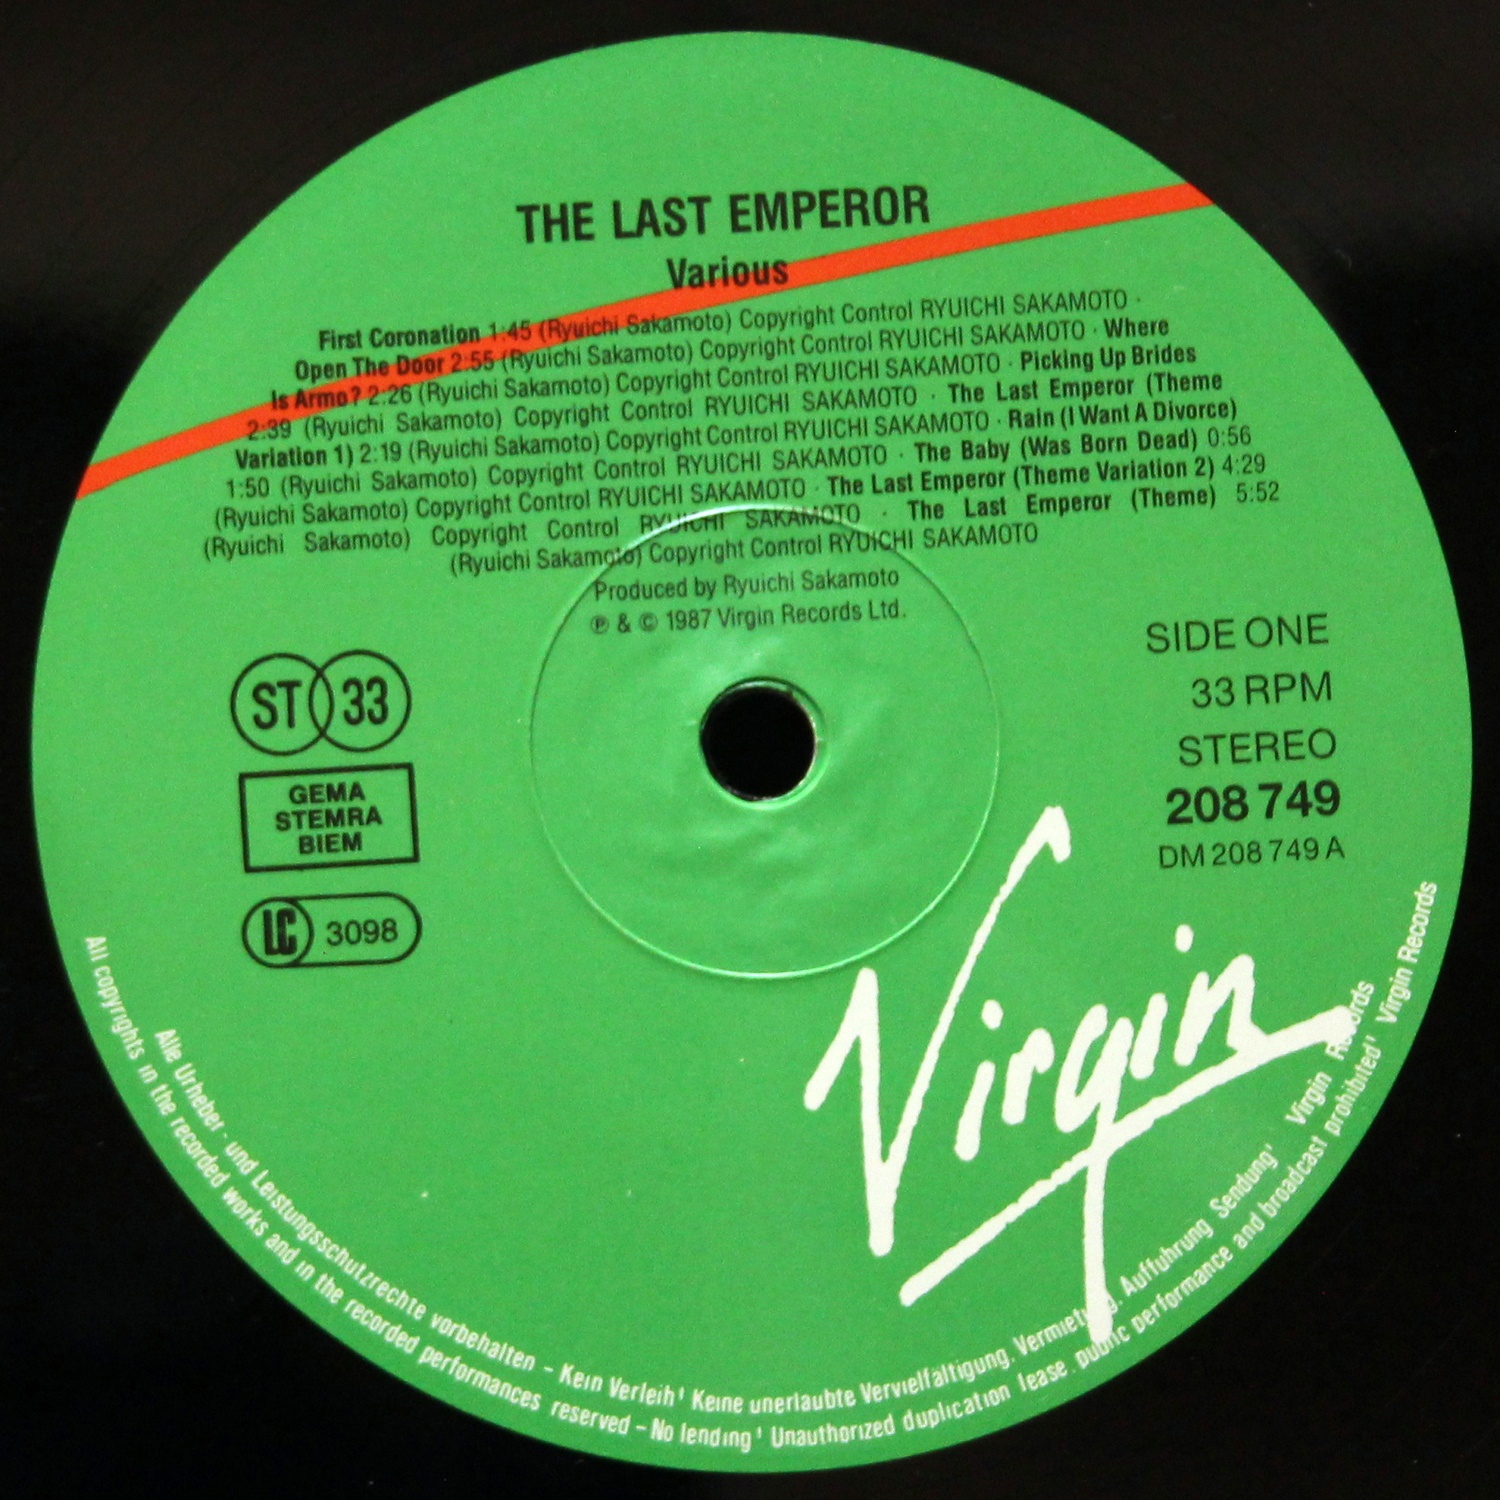 THE LAST EMPEROR
Various
First Coronation 1:45 (Ryuichi Sakamoto) Copyright Control RYUICHI SAKAMOTO ·
Open The Door 2:55 (Ryuichi Sakamoto) Copyright Control RYUICHI SAKAMOTO · Where
Is Armo? 2:26 (Ryuichi Sakamoto) Copyright Control RYUICHI SAKAMOTO · Picking Up Brides
2:39 (Ryuichi Sakamoto) Copyright Control RYUICHI SAKAMOTO · The Last Emperor (Theme
Variation 1) 2:19 (Ryuichi Sakamoto) Copyright Control RYUICHI SAKAMOTO · Rain (I Want A Divorce)
1:50 (Ryuichi Sakamoto) Copyright Control RYUICHI SAKAMOTO · The Baby (Was Born Dead) 0:56
(Ryuichi Sakamoto) Copyright Control RYUICHI SAKAMOTO · The Last Emperor (Theme Variation 2) 4:29
(Ryuichi Sakamoto) Copyright Control RYUICHI SAKAMOTO · The Last Emperor (Theme) 5:52
(Ryuichi Sakamoto) Copyright Control RYUICHI SAKAMOTO
Produced by Ryuichi Sakamoto
℗ & © 1987 Virgin Records Ltd.
ST 33
GEMA
STEMRA
BIEM
LC 3098
SIDE ONE
33 RPM
STEREO
208 749
DM 208 749 A
Virgin
Alle Urheber- und Leistungsschutzrechte vorbehalten – Kein Verleih! Keine unerlaubte Vervielfältigung, Vermietung, Aufführung, Sendung! Virgin Records
All copyrights in the recorded works and in the recorded performances reserved – No lending! Unauthorized duplication, lease, public performance and broadcast prohibited! Virgin Records